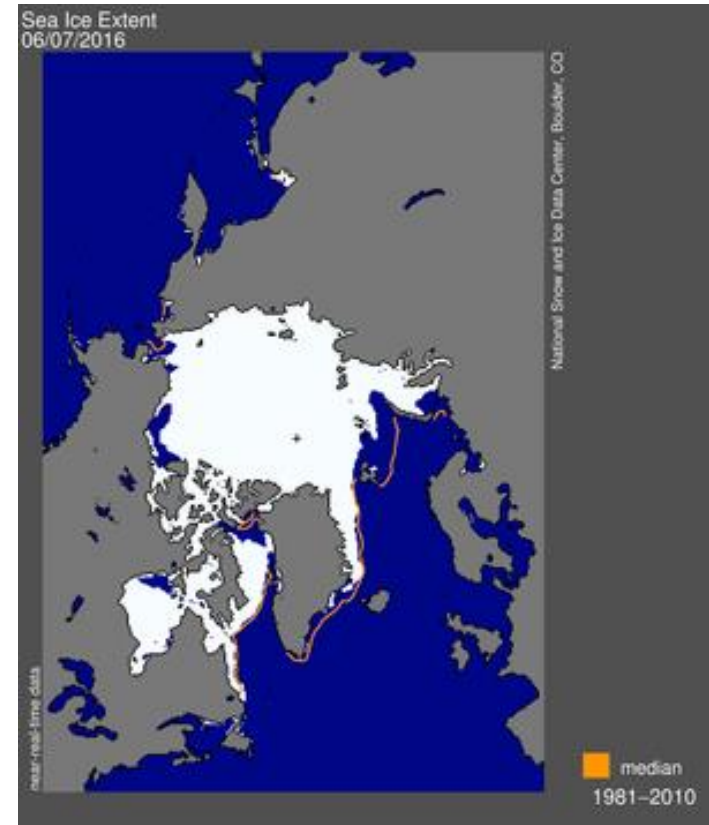 Sea Ice Extent
06/07/2016
National Snow and Ice Data Center, Boulder, CO
near-real-time data
median
1981–2010